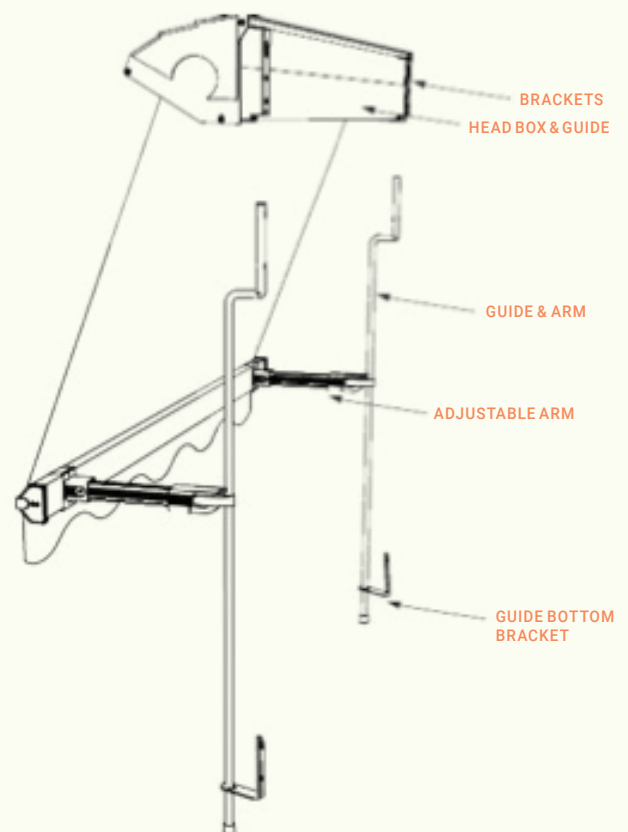 BRACKETS
HEAD BOX & GUIDE
GUIDE & ARM
ADJUSTABLE ARM
GUIDE BOTTOM
BRACKET